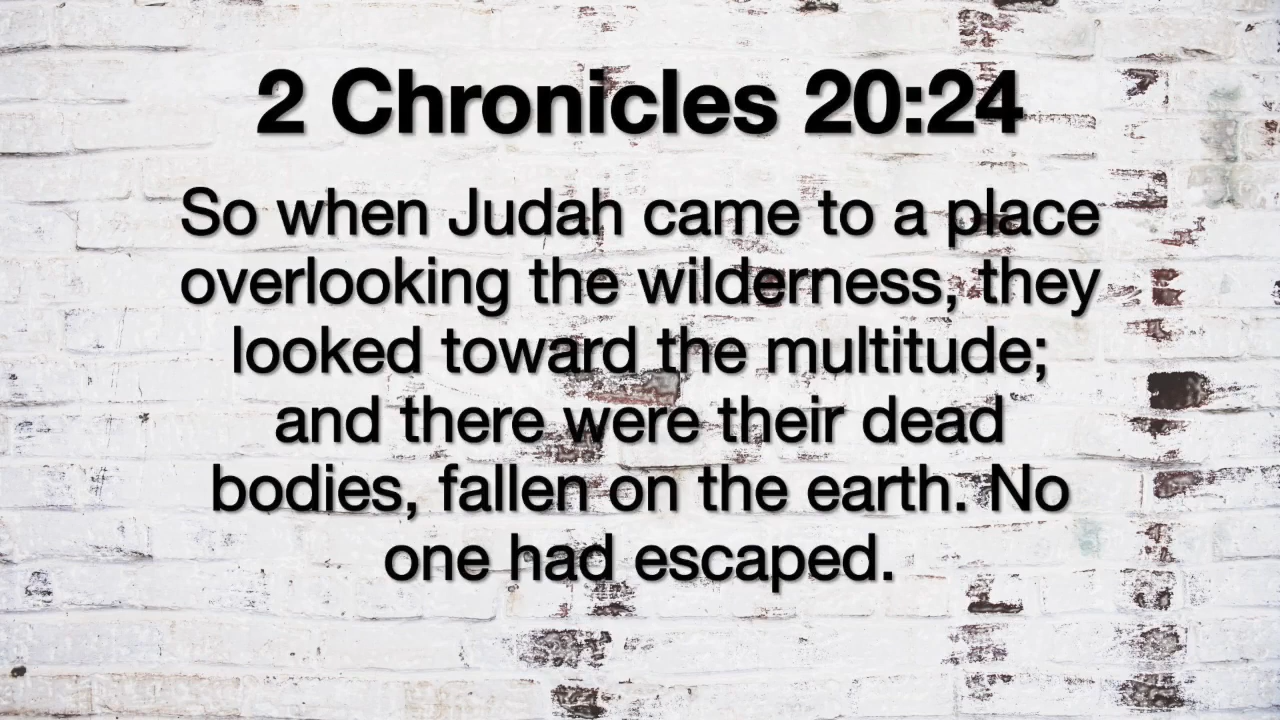 2 Chronicles 20:24
So when Judah came to a place
overlooking the wilderness, they
looked toward the multitude;
and there were their dead
bodies, fallen on the earth. No
one had escaped.